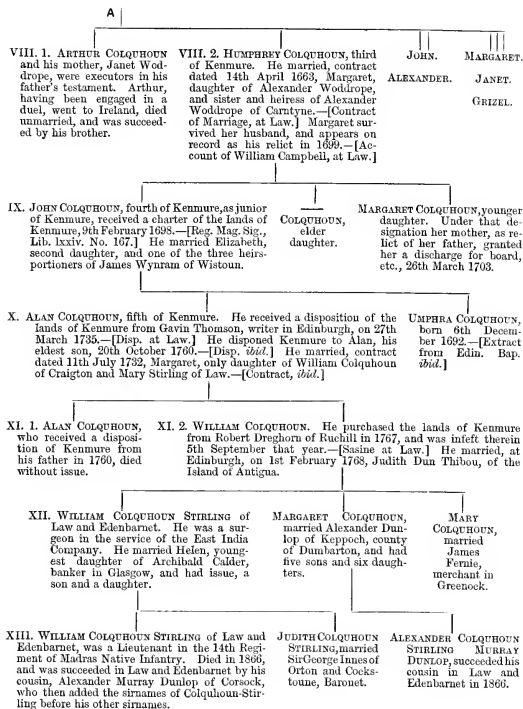 A
VIII. 1. ARTHUR COLQUHOUN
and his mother, Janet Wod-
drope, were executors in his
father's testament. Arthur,
having been engaged in a
duel, went to Ireland, died
unmarried, and was succeed-
ed by his brother.
VIII. 2. HUMPHREY COLQUHOUN, third
of Kenmure. He married, contract
dated 14th April 1663, Margaret,
daughter of Alexander Woddrope,
and sister and heiress of Alexander
Woddrope of Carntyne.—[Contract
of Marriage, at Law.] Margaret sur-
vived her husband, and appears on
record as his relict in 1699.—[Ac-
count of William Campbell, at Law.]
JOHN.
ALEXANDER.
MARGARET.
JANET.
GRIZEL.
IX. JOHN COLQUHOUN, fourth of Kenmure, as junior
of Kenmure, received a charter of the lands of
Kenmure, 9th February 1698.—[Reg. Mag. Sig.,
Lib. lxxiv. No. 167.] He married Elizabeth,
second daughter, and one of the three heirs-
portioners of James Wynram of Wistoun.
—
COLQUHOUN,
elder
daughter.
MARGARET COLQUHOUN, younger
daughter. Under that de-
signation her mother, as re-
lict of her father, granted
her a discharge for board,
etc., 26th March 1703.
X. ALAN COLQUHOUN, fifth of Kenmure. He received a disposition of the
lands of Kenmure from Gavin Thomson, writer in Edinburgh, on 27th
March 1735.—[Disp. at Law.] He disponed Kenmure to Alan, his
eldest son, 20th October 1760.—[Disp. ibid.] He married, contract
dated 11th July 1732, Margaret, only daughter of William Colquhoun
of Craigton and Mary Stirling of Law.—[Contract, ibid.]
UMPHRA COLQUHOUN,
born 6th Decem-
ber 1692.—[Extract
from Edin. Bap.
ibid.]
XI. 1. ALAN COLQUHOUN,
who received a disposi-
tion of Kenmure from
his father in 1760, died
without issue.
XI. 2. WILLIAM COLQUHOUN. He purchased the lands of Kenmure
from Robert Dreghorn of Ruchill in 1767, and was infeft therein
5th September that year.—[Sasine at Law.] He married, at
Edinburgh, on 1st February 1768, Judith Dun Thibou, of the
Island of Antigua.
XII. WILLIAM COLQUHOUN STIRLING of
Law and Edenbarnet. He was a sur-
geon in the service of the East India
Company. He married Helen, young-
est daughter of Archibald Calder,
banker in Glasgow, and had issue, a
son and a daughter.
MARGARET COLQUHOUN,
married Alexander Dun-
lop of Keppoch, county
of Dumbarton, and had
five sons and six daugh-
ters.
MARY
COLQUHOUN,
married
James
Fernie,
merchant in
Greenock.
XIII. WILLIAM COLQUHOUN STIRLING of Law and
Edenbarnet, was a Lieutenant in the 14th Regi-
ment of Madras Native Infantry. Died in 1866,
and was succeeded in Law and Edenbarnet by his
cousin, Alexander Murray Dunlop of Corsock,
who then added the sirnames of Colquhoun-Stir-
ling before his other sirnames.
JUDITH COLQUHOUN
STIRLING, married
Sir George Innes of
Orton and Cocks-
toune, Baronet.
ALEXANDER COLQUHOUN
STIRLING MURRAY
DUNLOP, succeeded his
cousin in Law and
Edenbarnet in 1866.